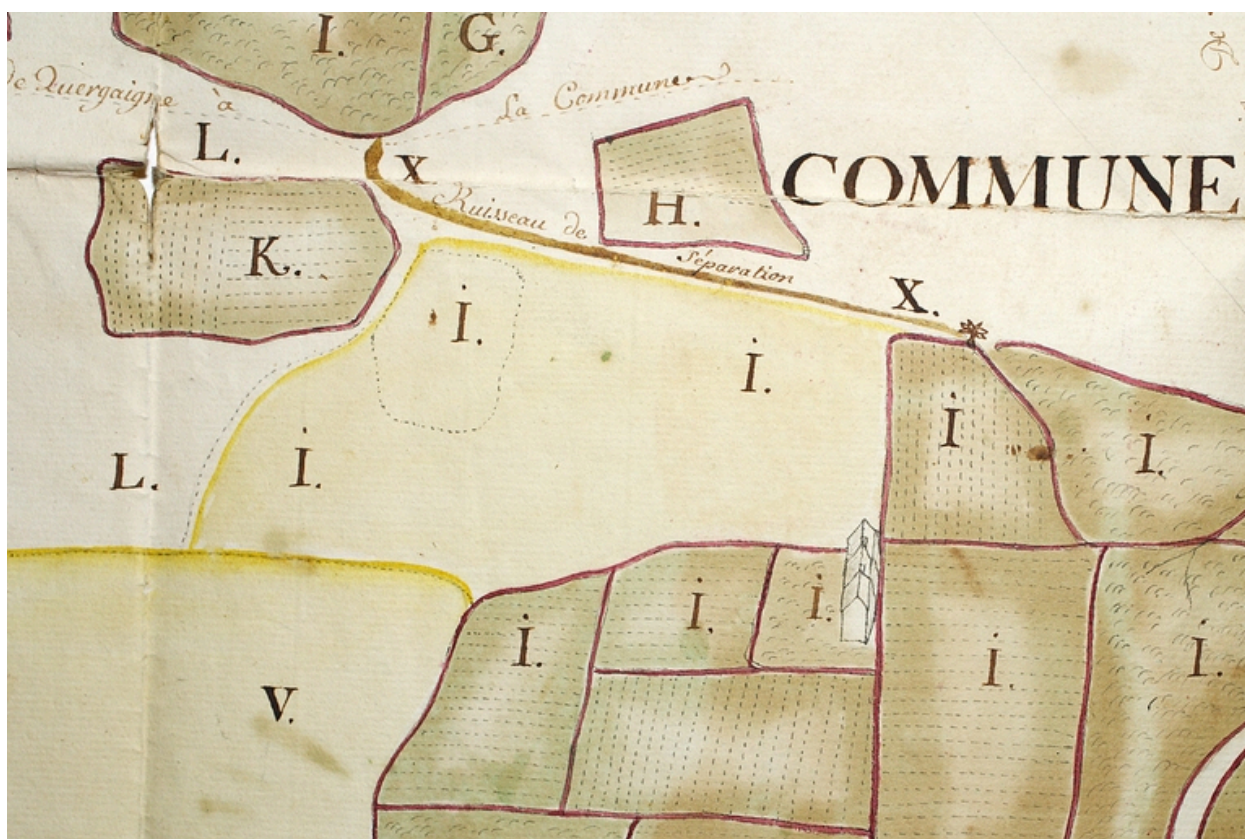 I. G.
de Quergaigne à
La Commune
L.
X
COMMUNE
H.
Ruisseau de
Séparation
K.
X.
İ.
İ.
İ
İ.
L.
İ.
İ.
İ.
İ.
İ.
İ.
V.